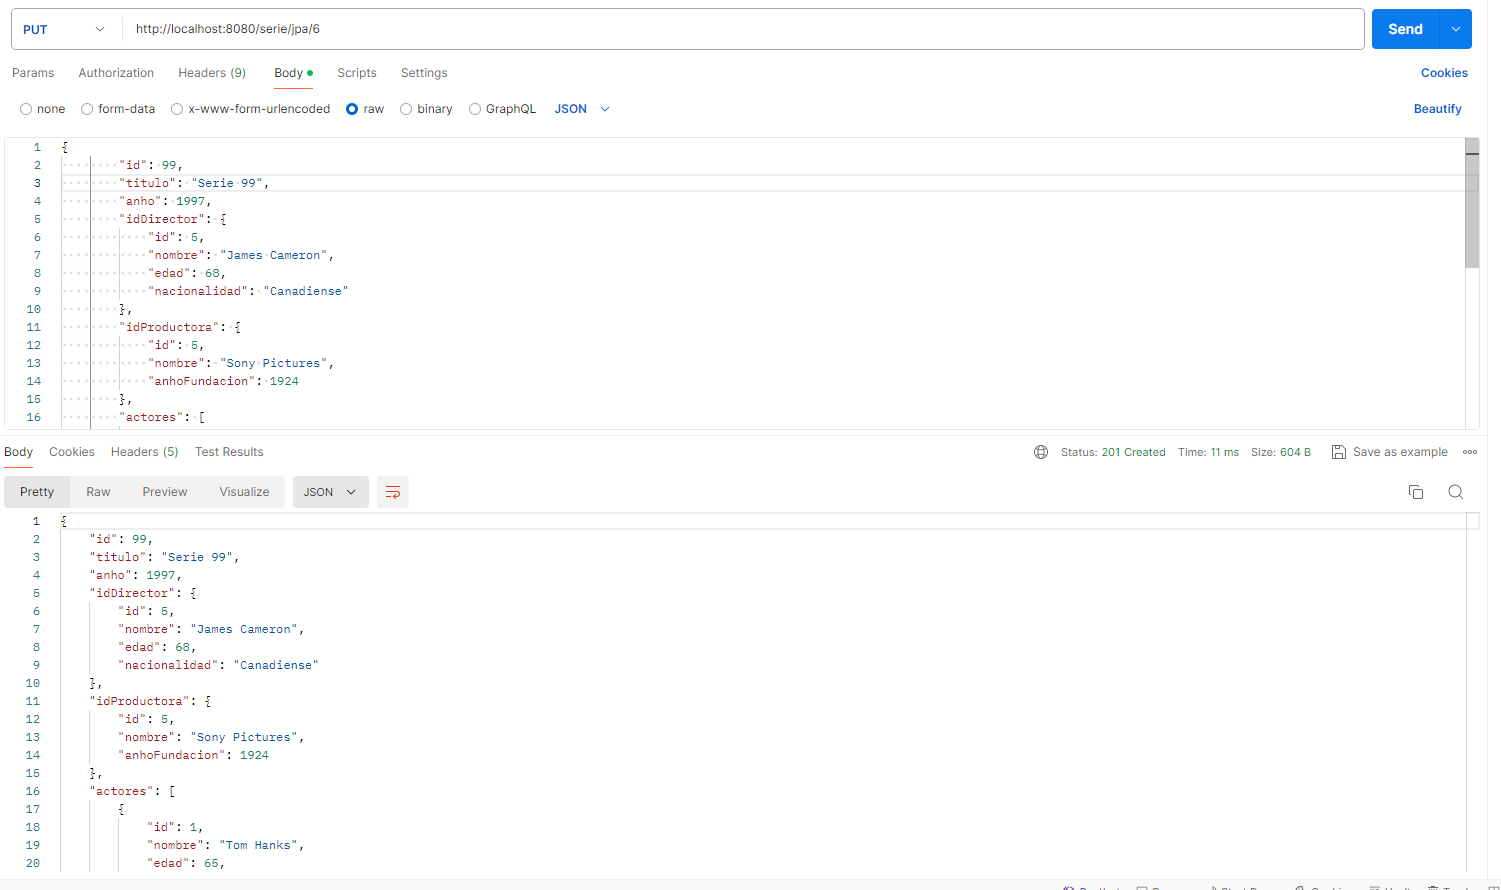 PUT http://localhost:8080/serie/jpa/6 Send
Params Authorization Headers (9) Body Scripts Settings Cookies
none form-data x-www-form-urlencoded raw binary GraphQL JSON Beautify
1 {
2 "id": 99,
3 "titulo": "Serie 99",
4 "anho": 1997,
5 "idDirector": {
6 "id": 5,
7 "nombre": "James Cameron",
8 "edad": 68,
9 "nacionalidad": "Canadiense"
10 },
11 "idProductora": {
12 "id": 5,
13 "nombre": "Sony Pictures",
14 "anhoFundacion": 1924
15 },
16 "actores": [
Body Cookies Headers (5) Test Results Status: 201 Created Time: 11 ms Size: 604 B Save as example
Pretty Raw Preview Visualize JSON
1 {
2 "id": 99,
3 "titulo": "Serie 99",
4 "anho": 1997,
5 "idDirector": {
6 "id": 5,
7 "nombre": "James Cameron",
8 "edad": 68,
9 "nacionalidad": "Canadiense"
10 },
11 "idProductora": {
12 "id": 5,
13 "nombre": "Sony Pictures",
14 "anhoFundacion": 1924
15 },
16 "actores": [
17 {
18 "id": 1,
19 "nombre": "Tom Hanks",
20 "edad": 65,